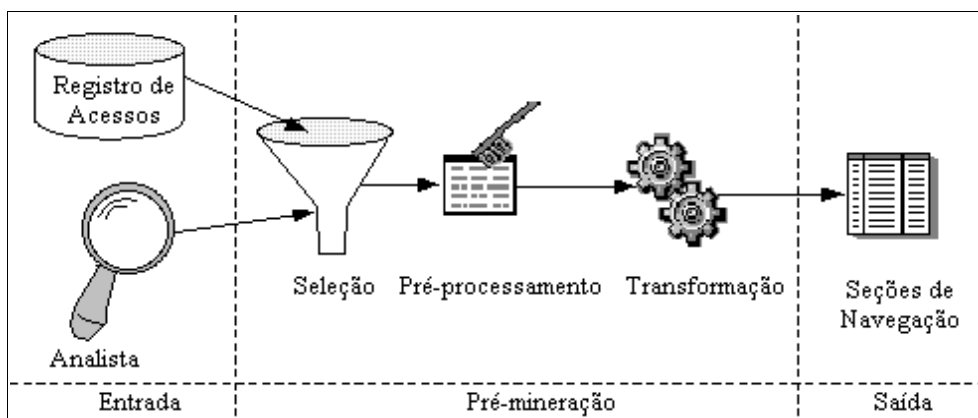 Registro de
Acessos
Analista
Seleção
Pré-processamento
Transformação
Seções de
Navegação
Entrada
Pré-mineração
Saída